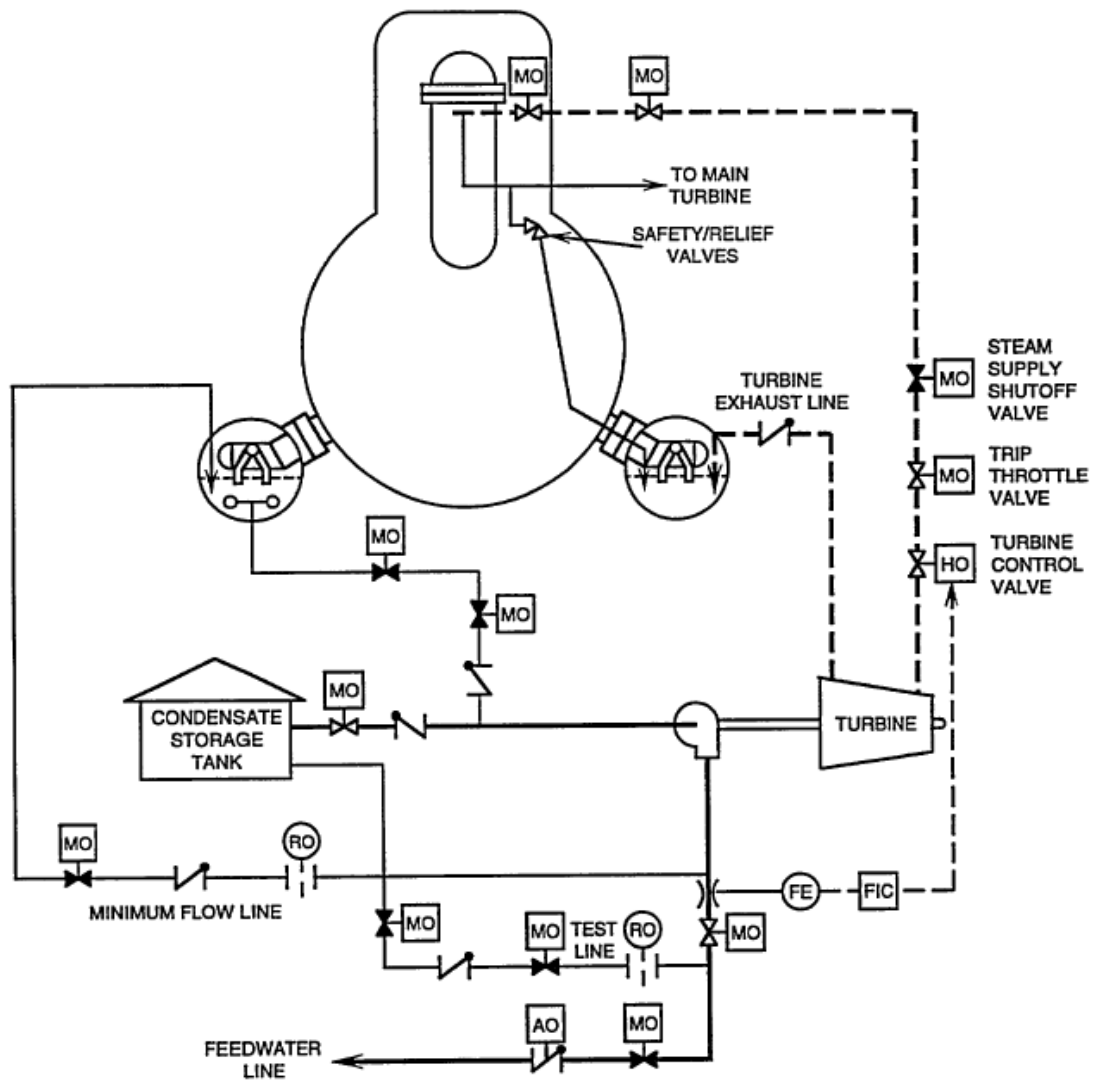 MO
MO
TO MAIN
TURBINE
SAFETY/RELIEF
VALVES
MO
STEAM
SUPPLY
SHUTOFF
VALVE
TURBINE
EXHAUST LINE
MO
TRIP
THROTTLE
VALVE
MO
HO
TURBINE
CONTROL
VALVE
MO
MO
CONDENSATE
STORAGE
TANK
TURBINE
MO
RO
MINIMUM FLOW LINE
FE
FIC
MO
MO
TEST
LINE
RO
MO
AO
MO
FEEDWATER
LINE